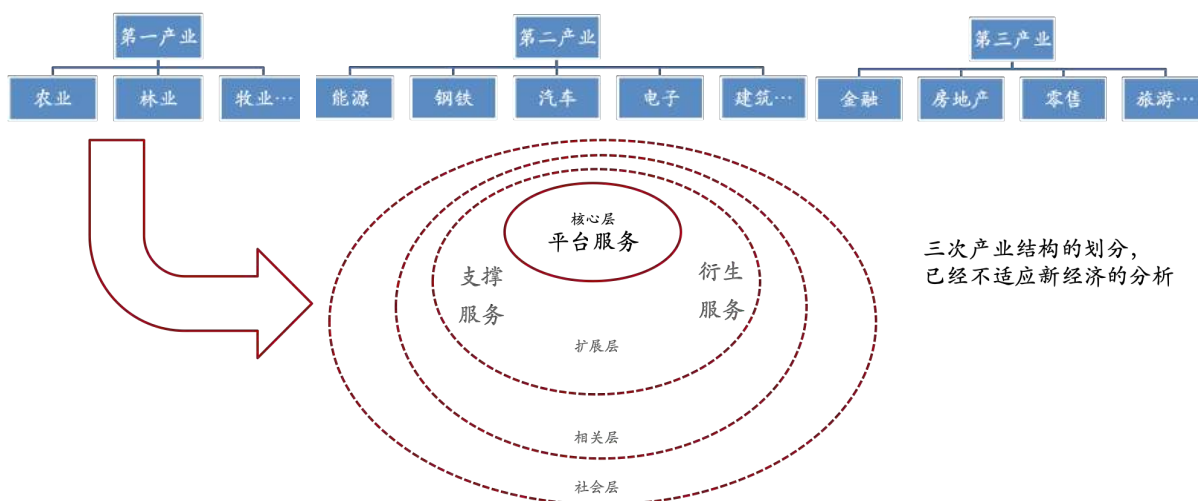 第一产业
第二产业
第三产业
农业
林业
牧业…
能源
钢铁
汽车
电子
建筑…
金融
房地产
零售
旅游…
核心层
平台服务
支撑
服务
衍生
服务
扩展层
相关层
社会层
三次产业结构的划分,
已经不适应新经济的分析